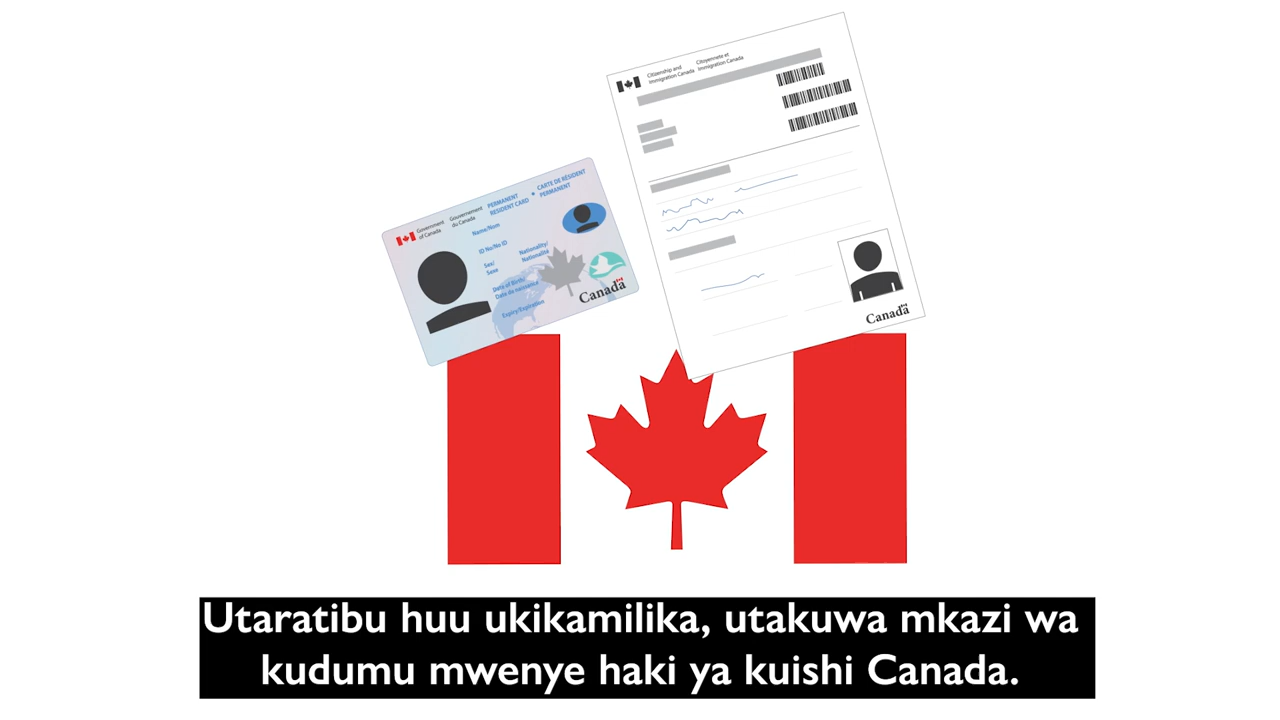 Citizenship and
Immigration Canada
Citoyennete et
Immigration Canada
Canada
Government
of Canada
Gouvernement
du Canada
PERMANENT
RESIDENT CARD
CARTE DE RÉSIDENT
PERMANENT
Name/Nom
ID No/No ID
Sex/
Sexe
Nationality/
Nationalité
Date of Birth/
Date de naissance
Expiry/Expiration
Canada
Utaratibu huu ukikamilika, utakuwa mkazi wa
kudumu mwenye haki ya kuishi Canada.